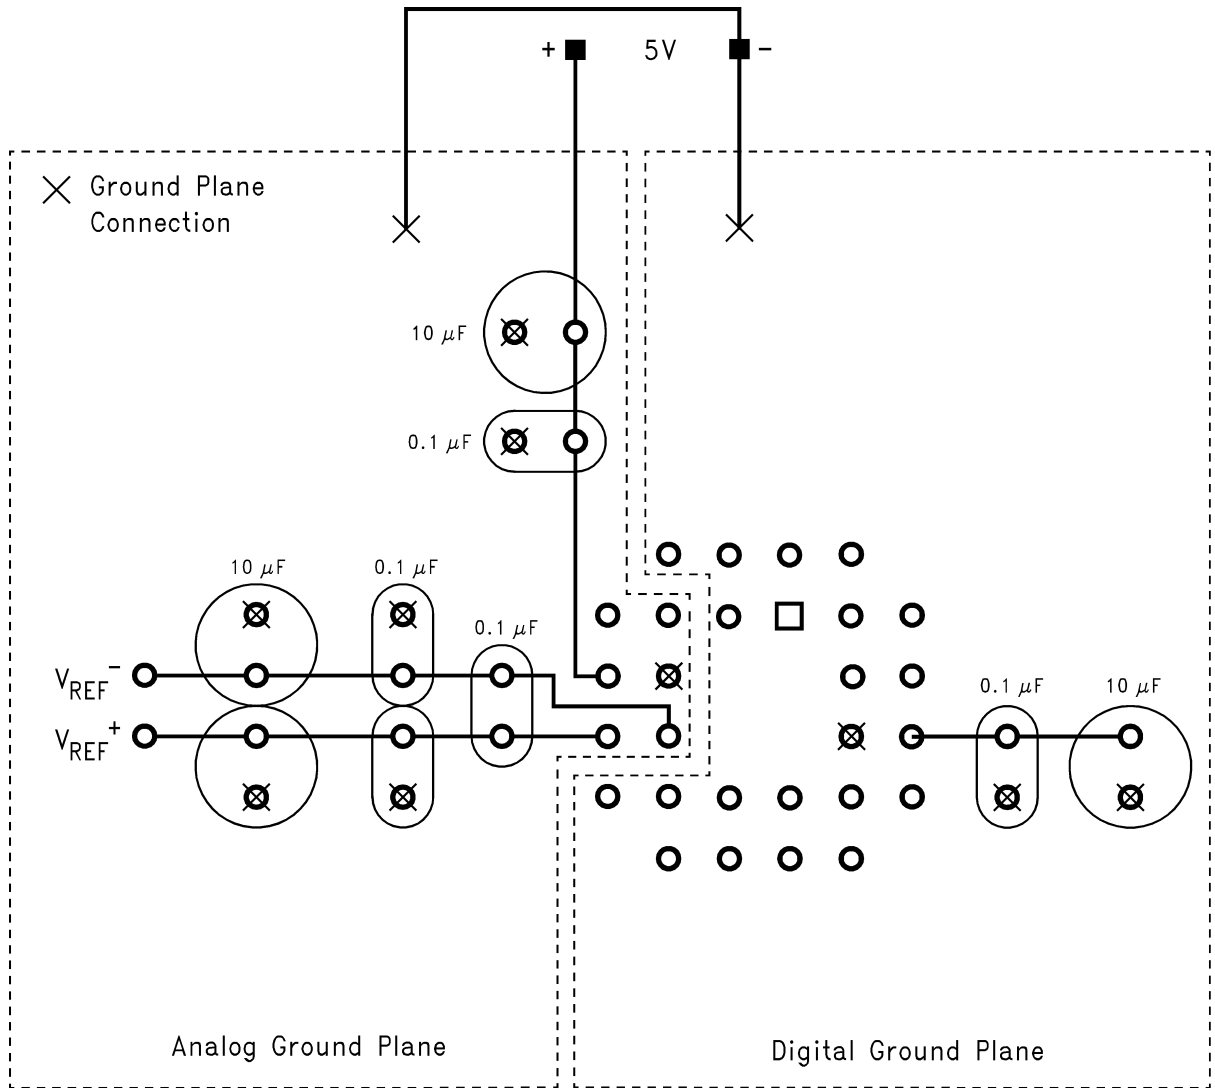 + 5V −
Ground Plane
Connection
10 μF
0.1 μF
10 μF
0.1 μF
0.1 μF
VREF−
VREF+
0.1 μF
10 μF
Analog Ground Plane
Digital Ground Plane